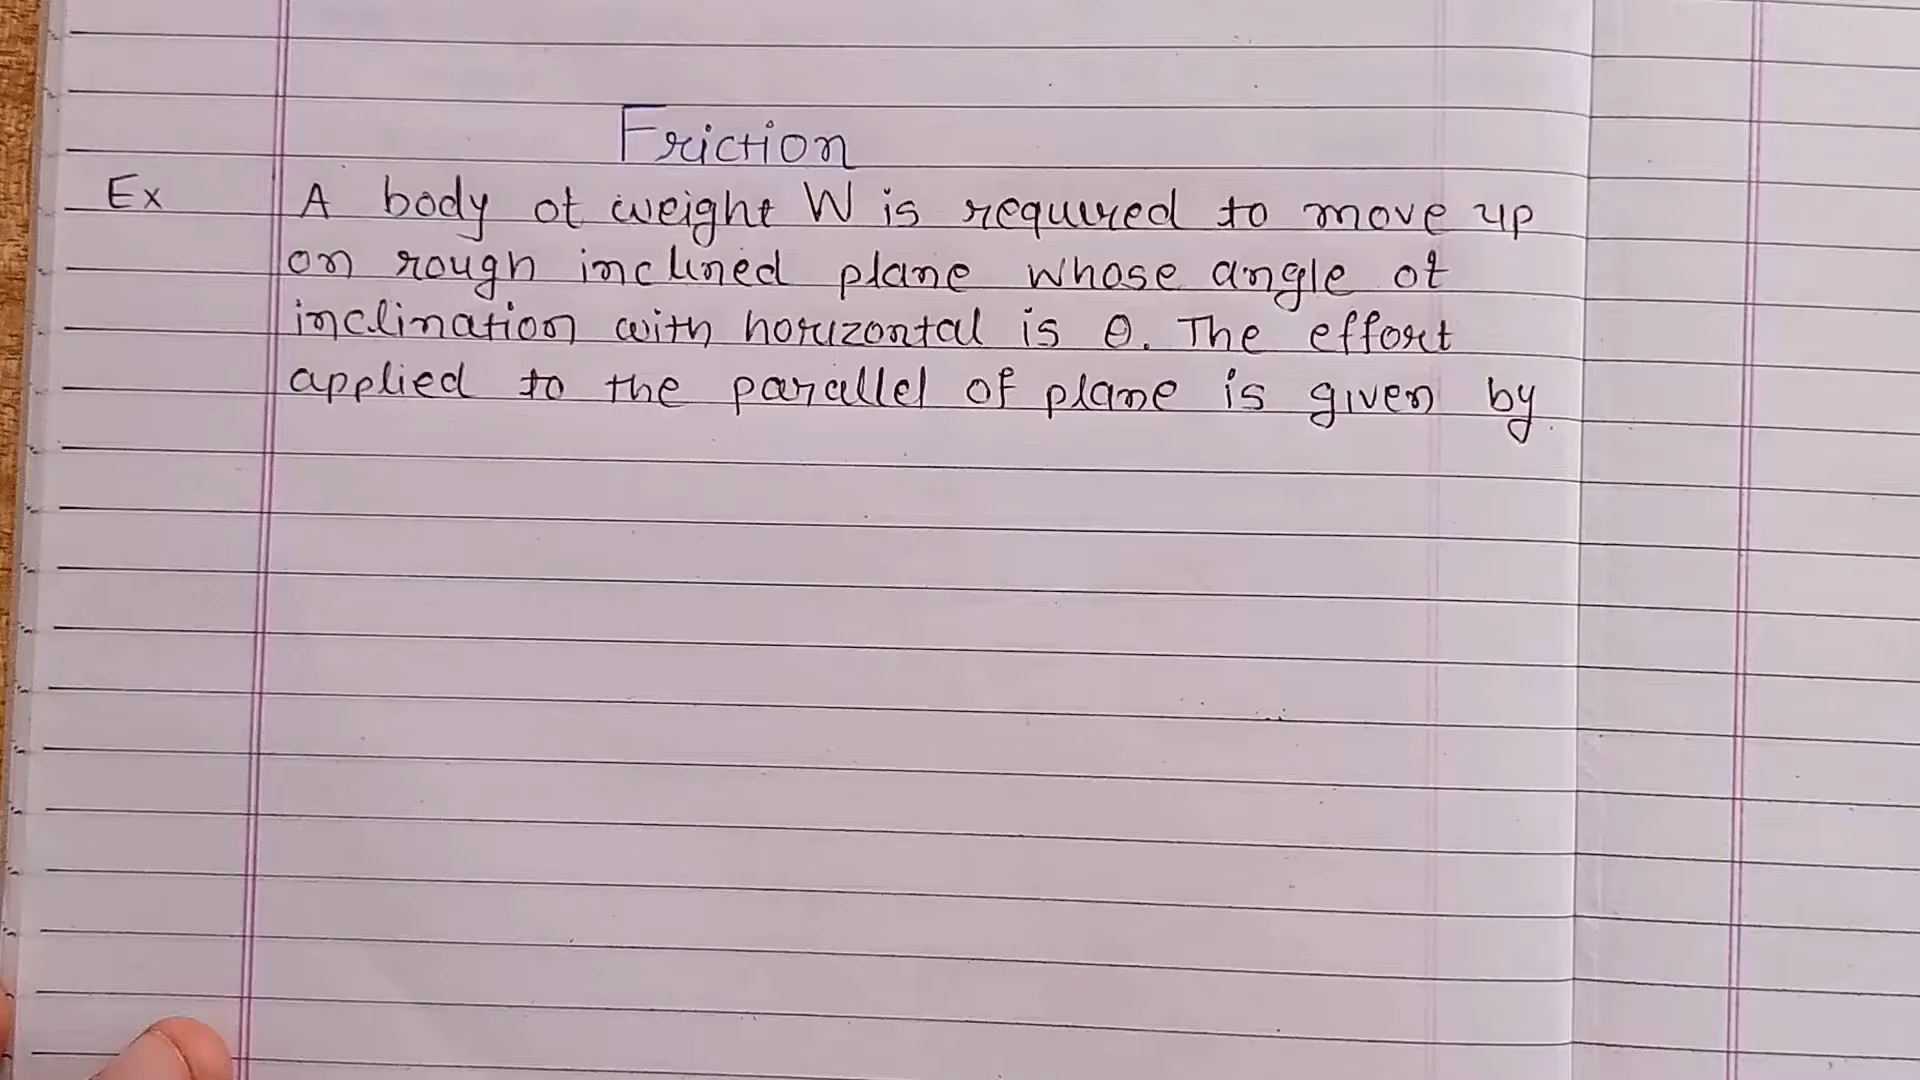 Friction
Ex A body of weight W is required to move up
on rough inclined plane whose angle of
inclination with horizontal is θ. The effort
applied to the parallel of plane is given by